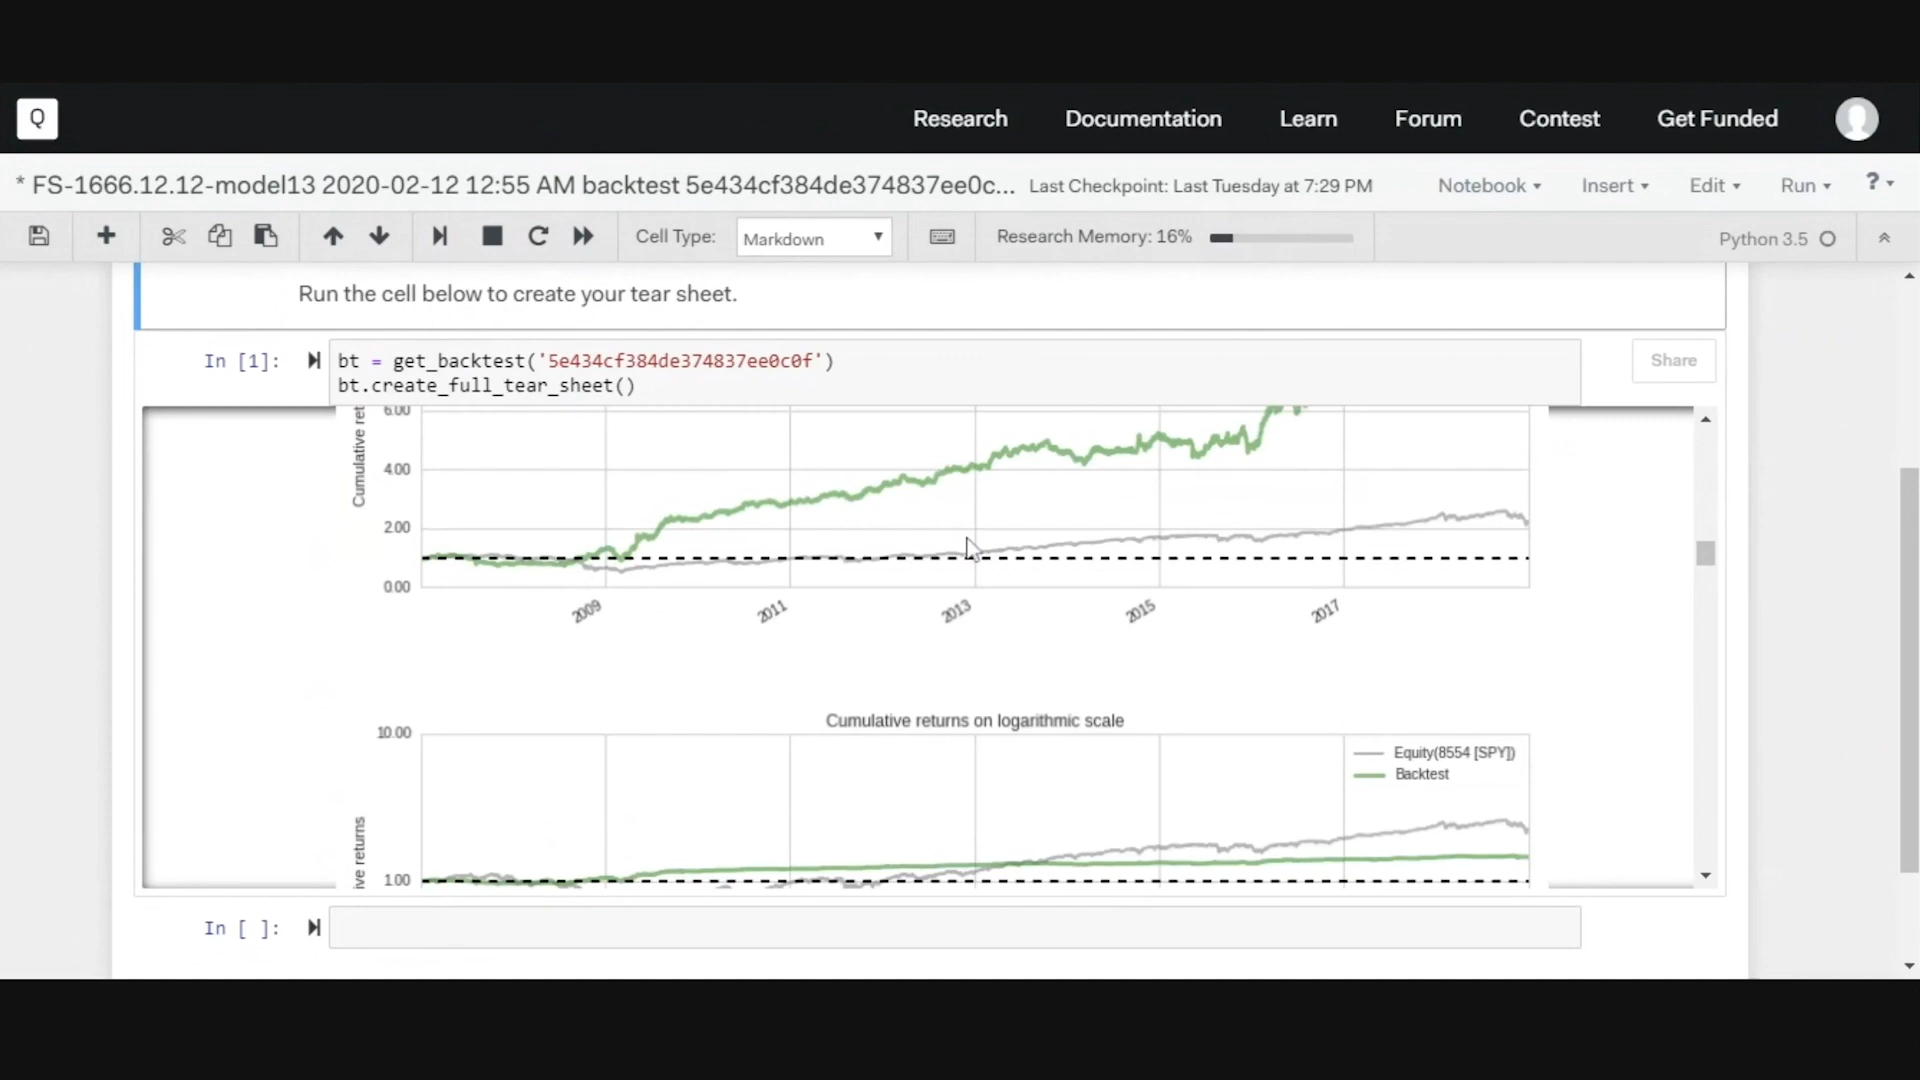 Q
Research
Documentation
Learn
Forum
Contest
Get Funded
* FS-1666.12.12-model13 2020-02-12 12:55 AM backtest 5e434cf384de374837ee0c...
Last Checkpoint: Last Tuesday at 7:29 PM
Notebook
Insert
Edit
Run
?
Cell Type:
Markdown
Research Memory: 16%
Python 3.5
Run the cell below to create your tear sheet.
In [1]:
bt = get_backtest('5e434cf384de374837ee0c0f')
bt.create_full_tear_sheet()
Share
Cumulative ret
6.00
4.00
2.00
0.00
2009
2011
2013
2015
2017
Cumulative returns on logarithmic scale
10.00
Equity(8554 [SPY])
Backtest
ve returns
1.00
In [ ]: